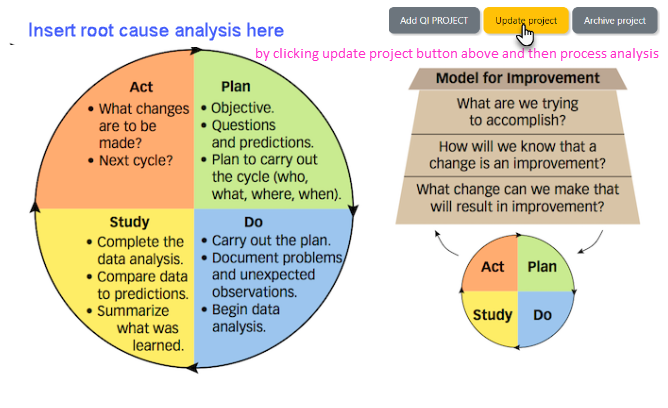 Insert root cause analysis here
Add QI PROJECT
Update project
Archive project
by clicking update project button above and then process analysis
Act
• What changes
are to be
made?
• Next cycle?
Plan
• Objective.
• Questions
and predictions.
• Plan to carry out
the cycle (who,
what, where, when).
Study
• Complete the
data analysis.
• Compare data
to predictions.
• Summarize
what was
learned.
Do
• Carry out the plan.
• Document problems
and unexpected
observations.
• Begin data
analysis.
Model for Improvement
What are we trying
to accomplish?
How will we know that a
change is an improvement?
What change can we make that
will result in improvement?
Act
Plan
Study
Do